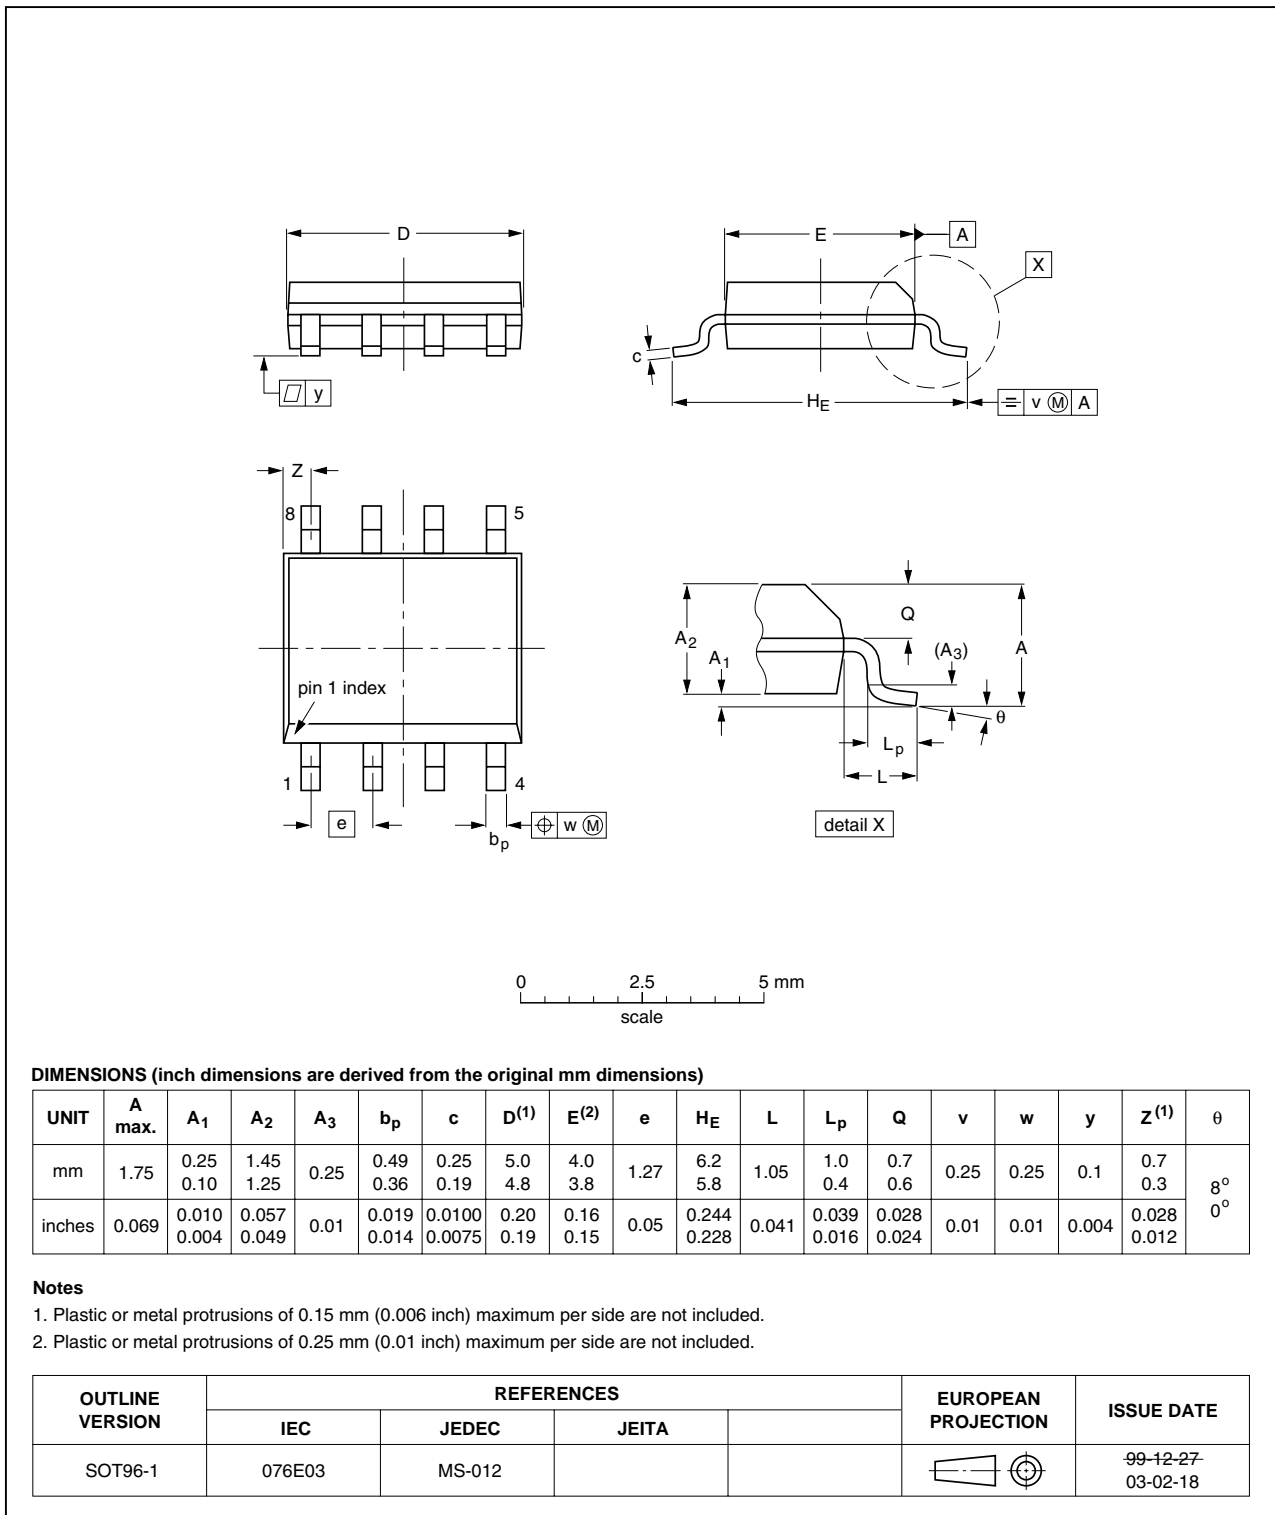 D
E
A
X
c
y
HE
v M A
Z
8
5
Q
A2
A1
(A3)
A
pin 1 index
θ
Lp
L
1
4
e
w M
bp
detail X
0 2.5 5 mm
scale
DIMENSIONS (inch dimensions are derived from the original mm dimensions)
UNIT A max. A1 A2 A3 bp c D(1) E(2) e HE L Lp Q v w y Z(1) θ
mm 1.75 0.25 0.10 1.45 1.25 0.25 0.49 0.36 0.25 0.19 5.0 4.8 4.0 3.8 1.27 6.2 5.8 1.05 1.0 0.4 0.7 0.6 0.25 0.25 0.1 0.7 0.3 8° 0°
inches 0.069 0.010 0.004 0.057 0.049 0.01 0.019 0.014 0.0100 0.0075 0.20 0.19 0.16 0.15 0.05 0.244 0.228 0.041 0.039 0.016 0.028 0.024 0.01 0.01 0.004 0.028 0.012
Notes
1. Plastic or metal protrusions of 0.15 mm (0.006 inch) maximum per side are not included.
2. Plastic or metal protrusions of 0.25 mm (0.01 inch) maximum per side are not included.
OUTLINE VERSION REFERENCES EUROPEAN PROJECTION ISSUE DATE
IEC JEDEC JEITA
SOT96-1 076E03 MS-012 99-12-27
03-02-18